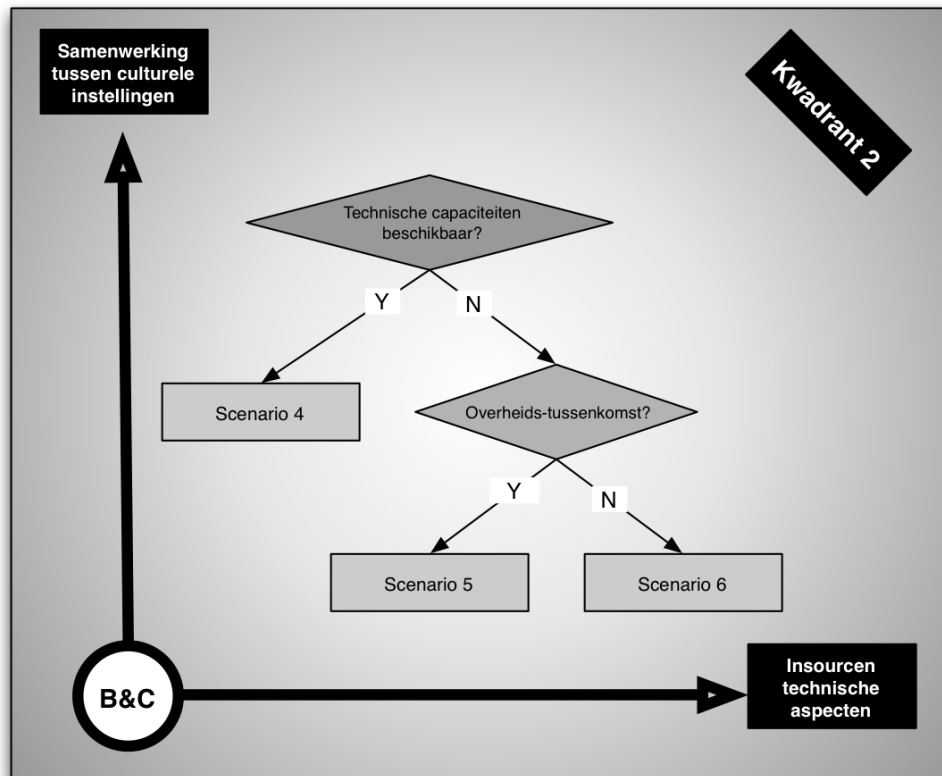 Samenwerking
tussen culturele
instellingen
Kwadrant 2
Technische capaciteiten
beschikbaar?
Y
N
Scenario 4
Overheids-tussenkomst?
Y
N
Scenario 5
Scenario 6
B&C
Insourcen
technische
aspecten